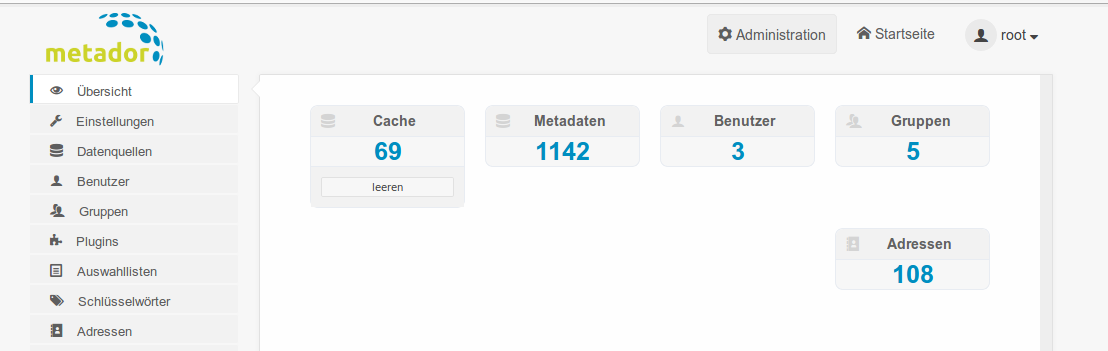 metador
Administration
Startseite
root
Übersicht
Einstellungen
Datenquellen
Benutzer
Gruppen
Plugins
Auswahllisten
Schlüsselwörter
Adressen
Cache
69
leeren
Metadaten
1142
Benutzer
3
Gruppen
5
Adressen
108